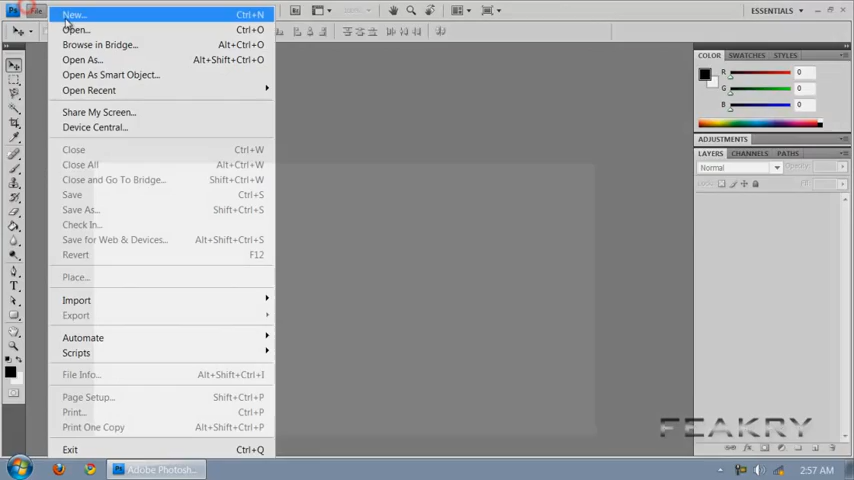 Ps File ESSENTIALS
New... Ctrl+N
Open... Ctrl+O
Browse in Bridge... Alt+Ctrl+O
Open As... Alt+Shift+Ctrl+O
Open As Smart Object...
Open Recent
Share My Screen...
Device Central...
Close Ctrl+W
Close All Alt+Ctrl+W
Close and Go To Bridge... Shift+Ctrl+W
Save Ctrl+S
Save As... Shift+Ctrl+S
Check In...
Save for Web & Devices... Alt+Shift+Ctrl+S
Revert F12
Place...
Import
Export
Automate
Scripts
File Info... Alt+Shift+Ctrl+I
Page Setup... Shift+Ctrl+P
Print... Ctrl+P
Print One Copy Alt+Shift+Ctrl+P
Exit Ctrl+Q
COLOR SWATCHES STYLES
R 0
G 0
B 0
ADJUSTMENTS
LAYERS CHANNELS PATHS
Normal
FEAKRY
Ps Adobe Photosh... 2:57 AM